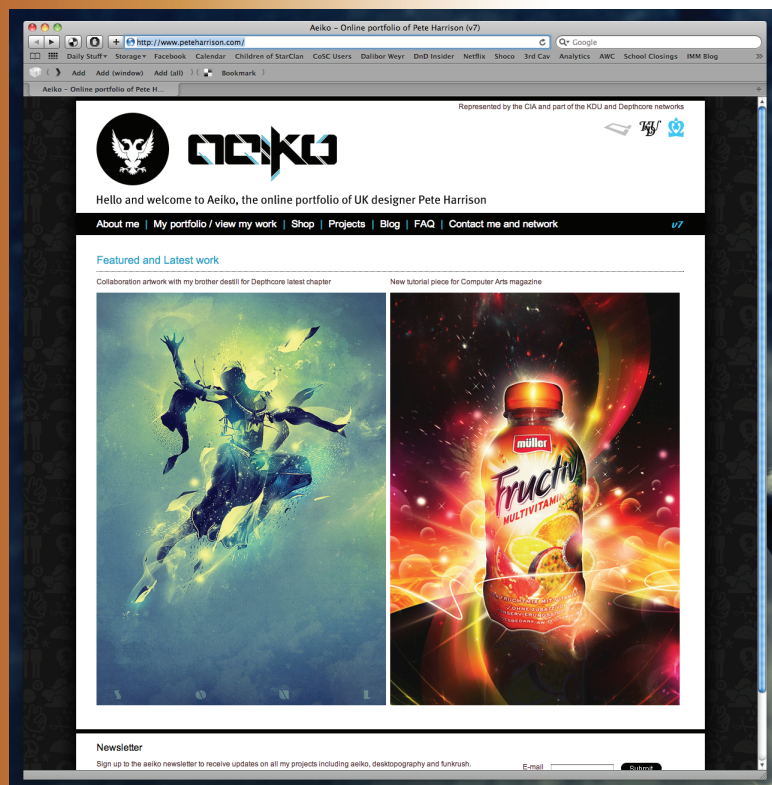 Aeiko – Online portfolio of Pete Harrison (v7)
http://www.peteharrison.com/
Google
Daily Stuff Storage Facebook Calendar Children of StarClan CoSC Users Dalibor Weyr DnD Insider Netflix Shoco 3rd Cav Analytics AWC School Closings IMM Blog
Add Add (window) Add (all) Bookmark
Aeiko – Online portfolio of Pete H...
Represented by the CIA and part of the KDU and Depthcore networks
aeiko
KDU
Hello and welcome to Aeiko, the online portfolio of UK designer Pete Harrison
About me | My portfolio / view my work | Shop | Projects | Blog | FAQ | Contact me and network
v7
Featured and Latest work
Collaboration artwork with my brother destill for Depthcore latest chapter
New tutorial piece for Computer Arts magazine
müller
Fructiv
MULTIVITAMIN
S O U L
Newsletter
Sign up to the aeiko newsletter to receive updates on all my projects including aeiko, desktopography and funkrush.
E-mail
Submit